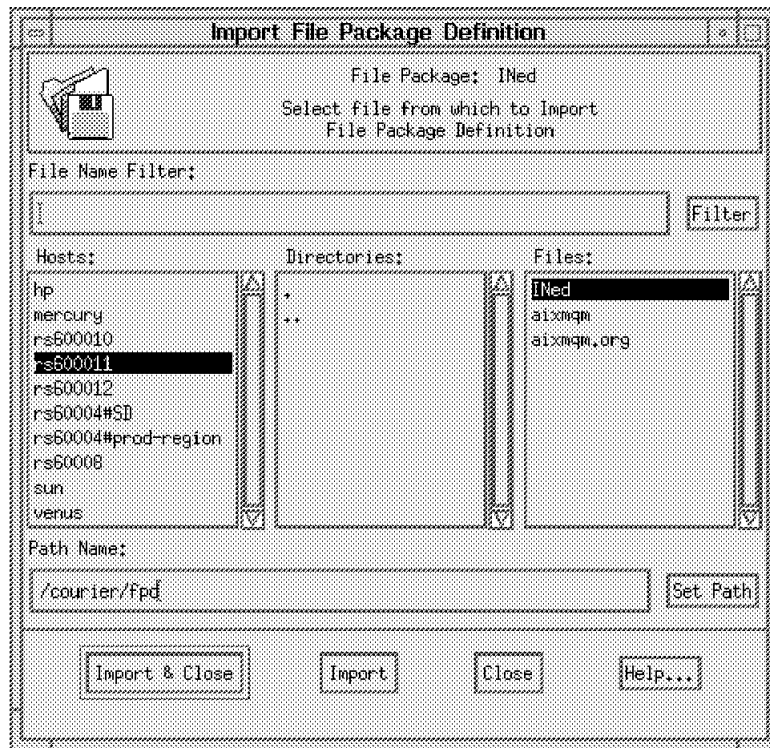 Import File Package Definition
File Package: INed
Select file from which to Import
File Package Definition
File Name Filter:
Filter
Hosts:
hp
mercury
rs600010
rs600011
rs600012
rs60004#SD
rs60004#prod-region
rs60008
sun
venus
Directories:
.
..
Files:
INed
aixmqm
aixmqm.org
Path Name:
/courier/fpd
Set Path
Import & Close
Import
Close
Help...